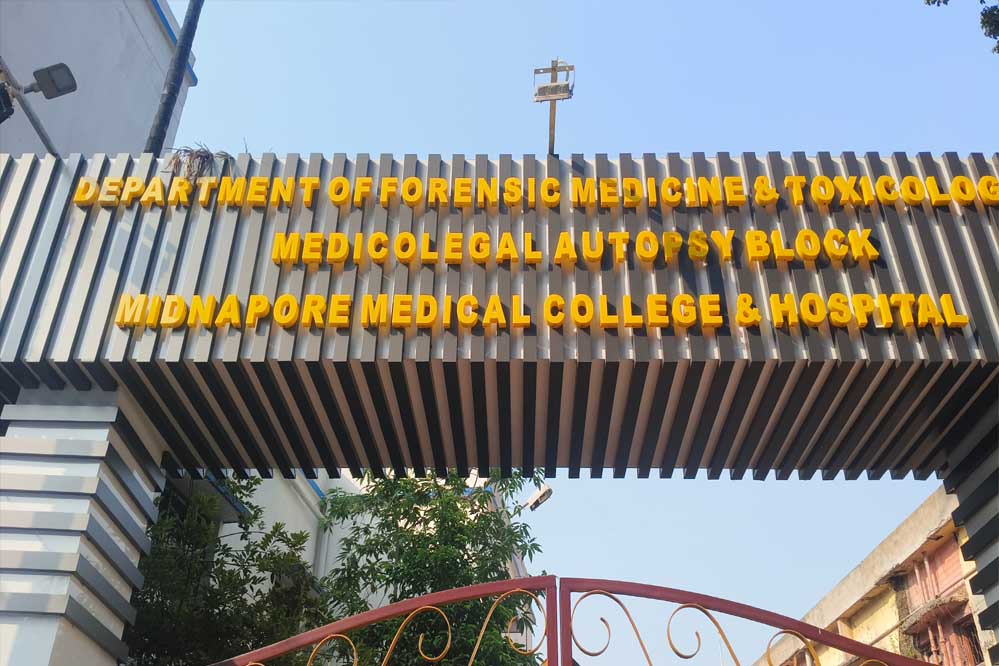 DEPARTMENT OF FORENSIC MEDICINE & TOXICOLOG
MEDICOLEGAL AUTOPSY BLOCK
MIDNAPORE MEDICAL COLLEGE & HOSPITAL